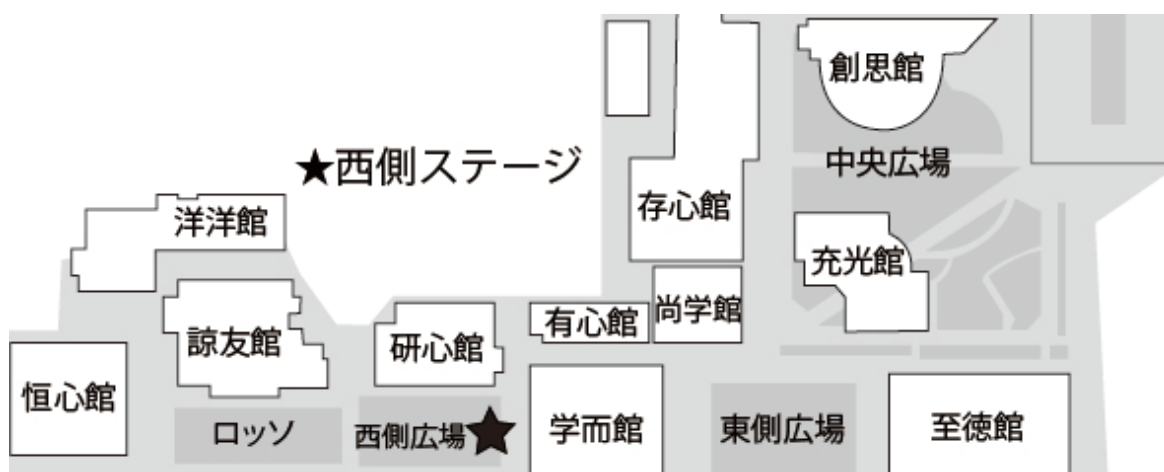 創思館
中央広場
★西側ステージ
存心館
洋洋館
充光館
尚学館
有心館
諒友館
研心館
恒心館
ロッソ
西側広場★
学而館
東側広場
至徳館